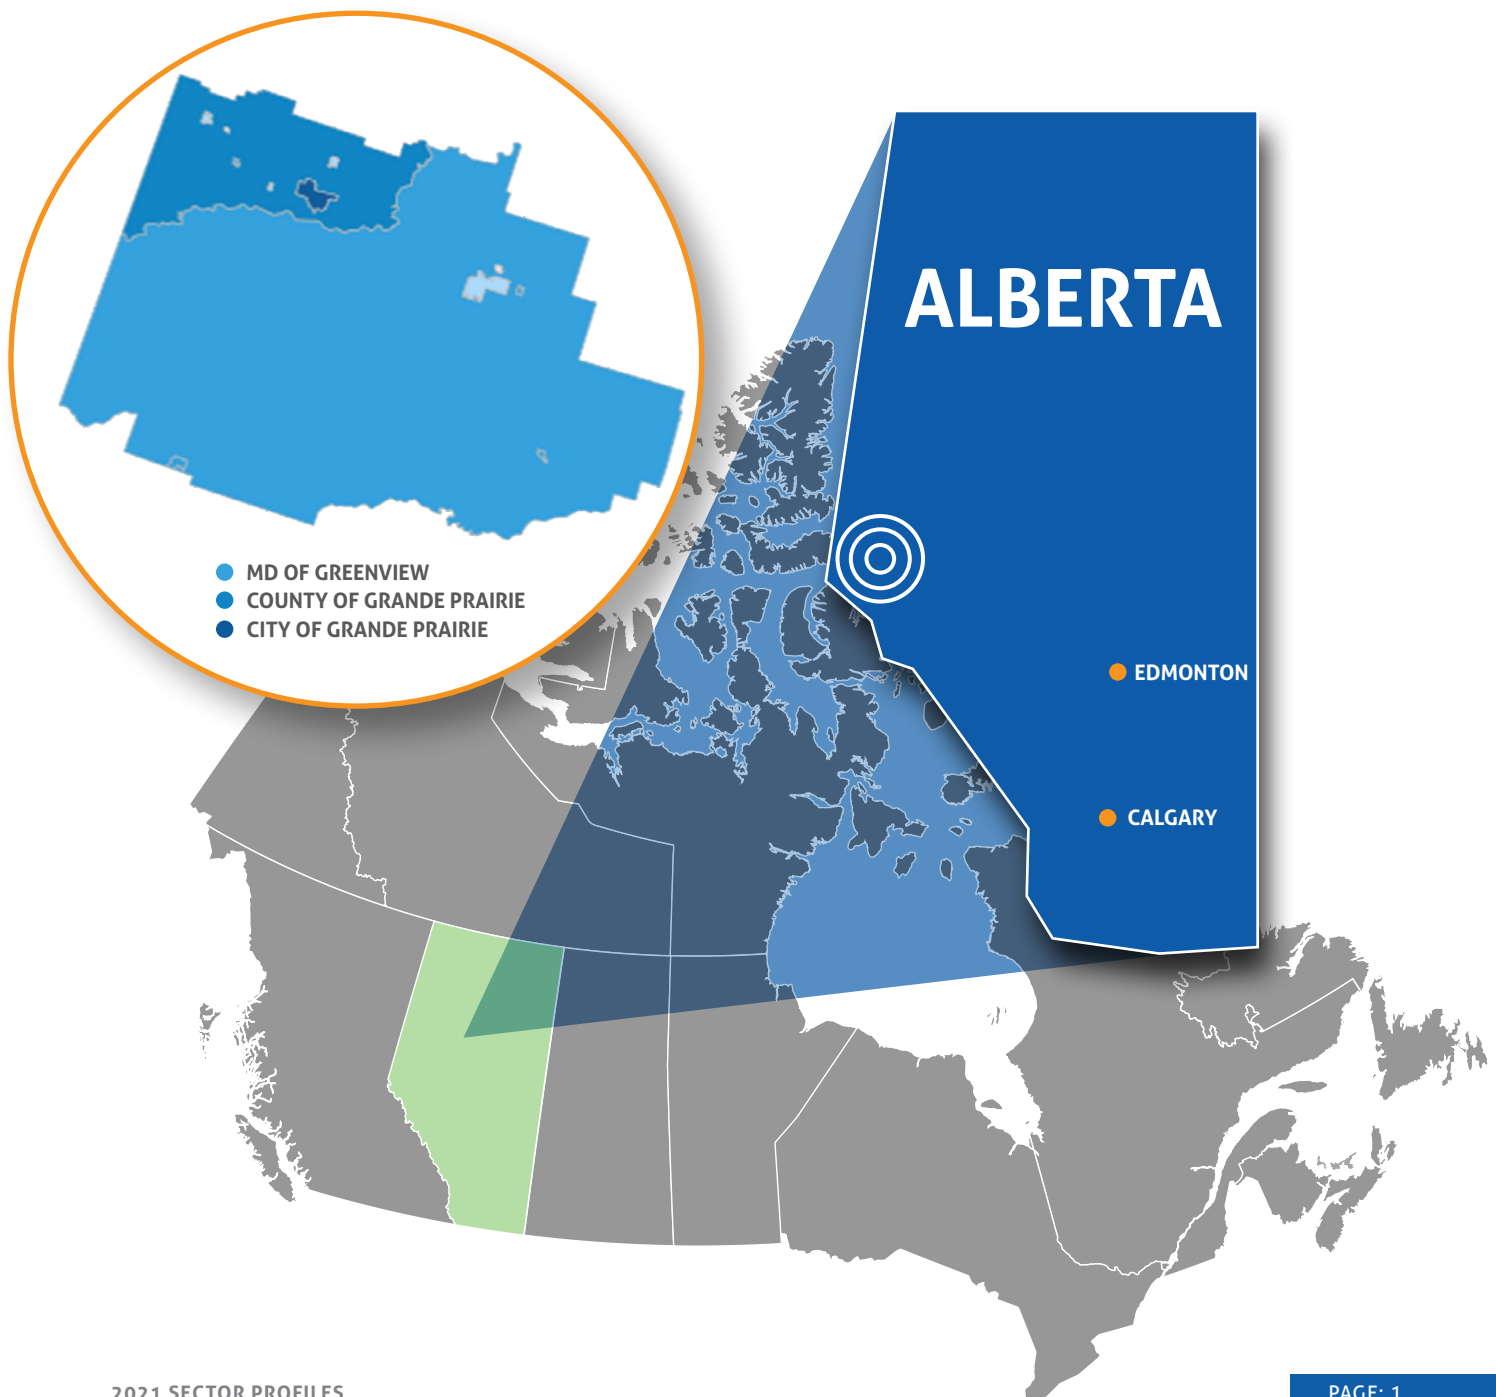 ALBERTA
MD OF GREENVIEW
COUNTY OF GRANDE PRAIRIE
CITY OF GRANDE PRAIRIE
EDMONTON
CALGARY
2021 SECTOR PROFILES
PAGE: 1